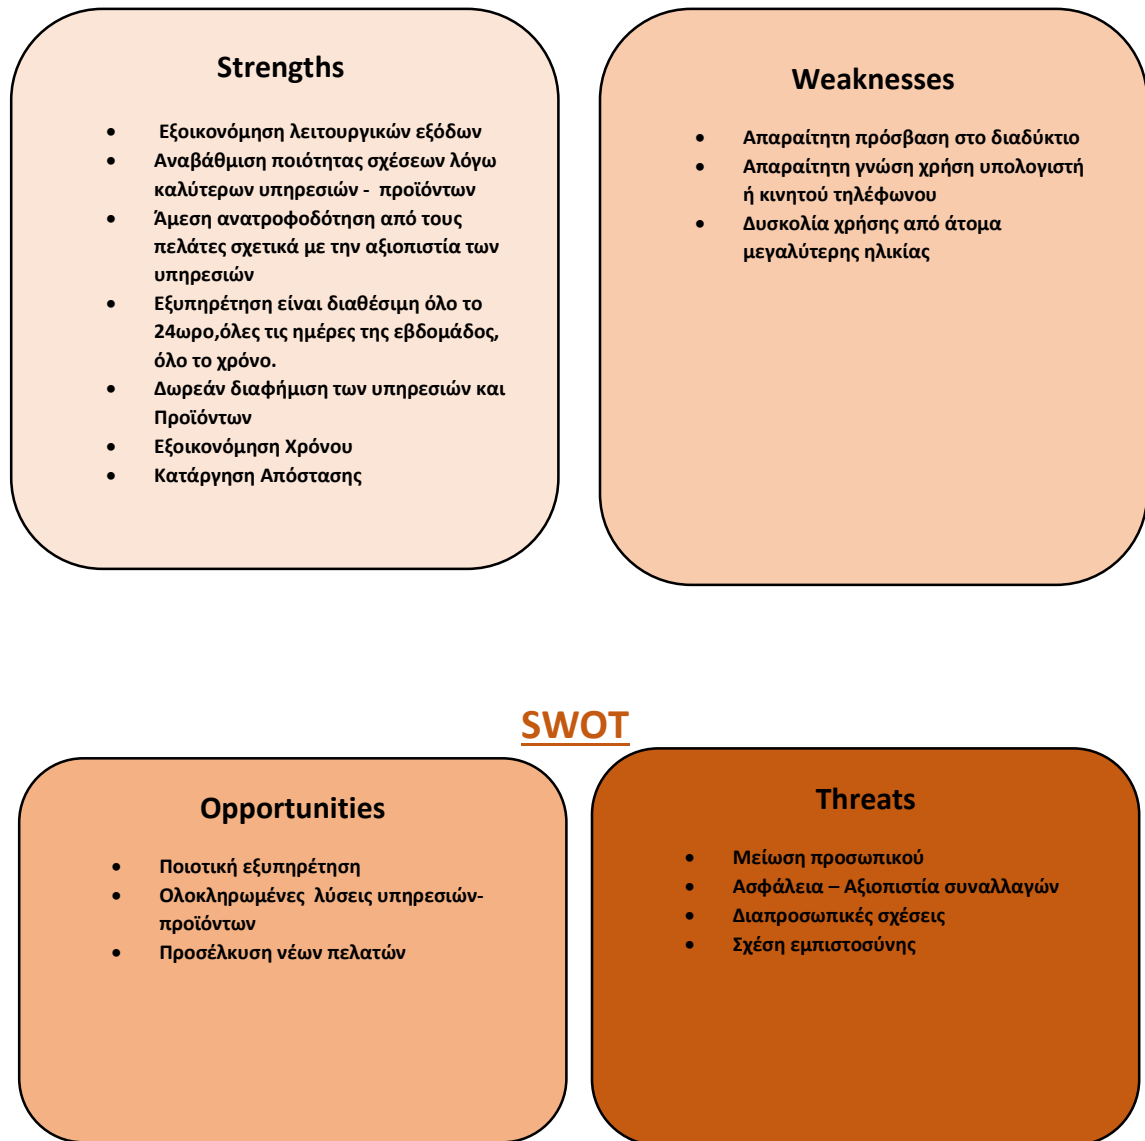 Strengths
• Εξοικονόμηση λειτουργικών εξόδων
• Αναβάθμιση ποιότητας σχέσεων λόγω
καλύτερων υπηρεσιών - προϊόντων
• Άμεση ανατροφοδότηση από τους
πελάτες σχετικά με την αξιοπιστία των
υπηρεσιών
• Εξυπηρέτηση είναι διαθέσιμη όλο το
24ωρο,όλες τις ημέρες της εβδομάδος,
όλο το χρόνο.
• Δωρεάν διαφήμιση των υπηρεσιών και
Προϊόντων
• Εξοικονόμηση Χρόνου
• Κατάργηση Απόστασης
Weaknesses
• Απαραίτητη πρόσβαση στο διαδύκτιο
• Απαραίτητη γνώση χρήση υπολογιστή
ή κινητού τηλέφωνου
• Δυσκολία χρήσης από άτομα
μεγαλύτερης ηλικίας
SWOT
Opportunities
• Ποιοτική εξυπηρέτηση
• Ολοκληρωμένες λύσεις υπηρεσιών-
προϊόντων
• Προσέλκυση νέων πελατών
Threats
• Μείωση προσωπικού
• Ασφάλεια – Αξιοπιστία συναλλαγών
• Διαπροσωπικές σχέσεις
• Σχέση εμπιστοσύνης